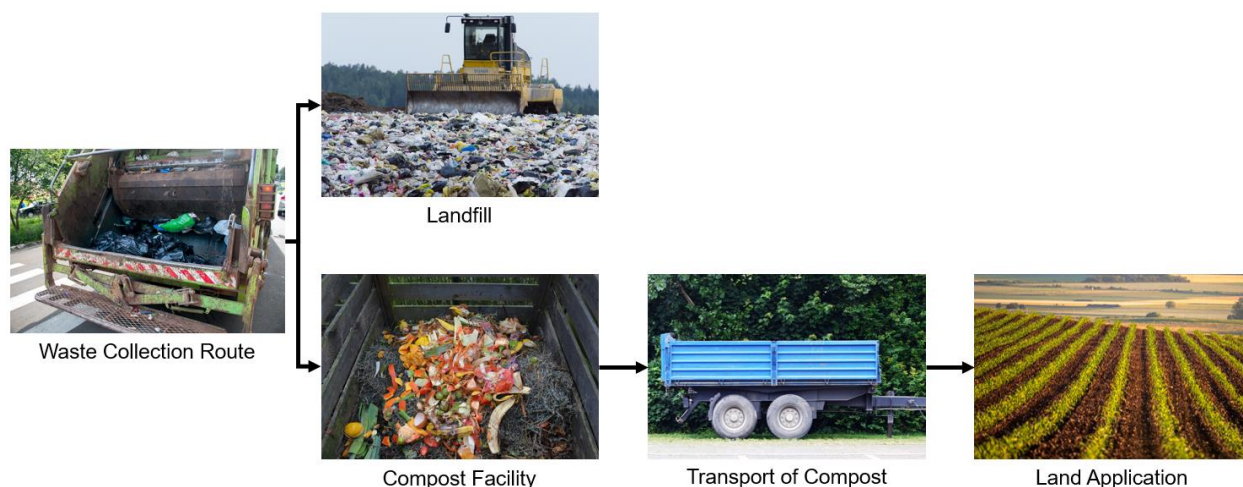 Landfill
Waste Collection Route
Compost Facility
Transport of Compost
Land Application